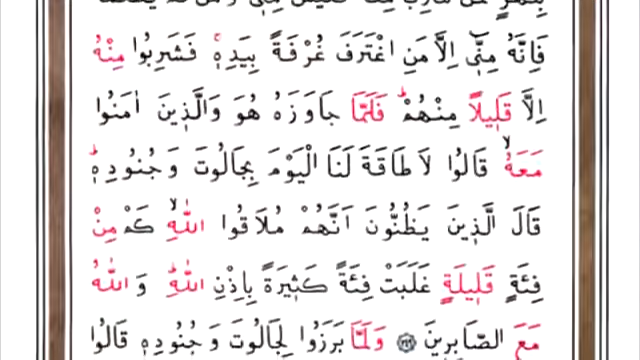 فَاِنَّهُ مِنّ۪ٓي اِلَّا مَنِ اغْتَرَفَ غُرْفَةً بِيَدِه۪ۚ فَشَرِبُوا مِنْهُ
اِلَّا قَل۪يلًا مِنْهُمْۜ فَلَمَّا جَاوَزَهُ هُوَ وَالَّذ۪ينَ اٰمَنُوا
مَعَهُۙ قَالُوا لَا طَاقَةَ لَنَا الْيَوْمَ بِجَالُوتَ وَجُنُودِه۪ۜ
قَالَ الَّذ۪ينَ يَظُنُّونَ اَنَّهُمْ مُلَاقُوا اللّٰهِۙ كَمْ مِنْ
فِئَةٍ قَل۪يلَةٍ غَلَبَتْ فِئَةً كَث۪يرَةً بِاِذْنِ اللّٰهِۜ وَاللّٰهُ
مَعَ الصَّابِر۪ينَ ﴿٢٤٩﴾ وَلَمَّا بَرَزُوا لِجَالُوتَ وَجُنُودِه۪ قَالُوا